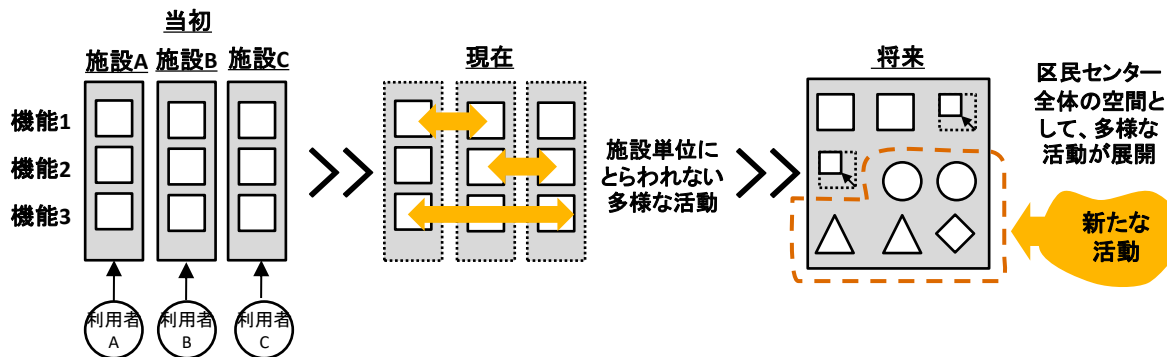 当初
施設A
施設B
施設C
機能1
機能2
機能3
利用者
A
利用者
B
利用者
C
現在
施設単位に
とらわれない
多様な活動
将来
区民センター
全体の空間と
して、多様な
活動が展開
新たな
活動